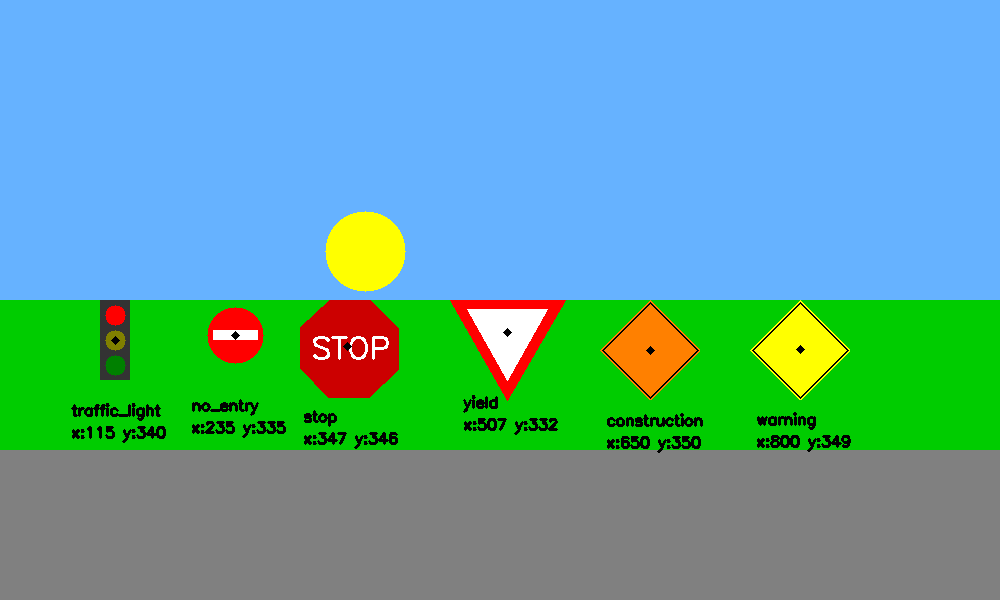 STOP
traffic_light
x:115 y:340
no_entry
x:235 y:335
stop
x:347 y:346
yield
x:507 y:332
construction
x:650 y:350
warning
x:800 y:349